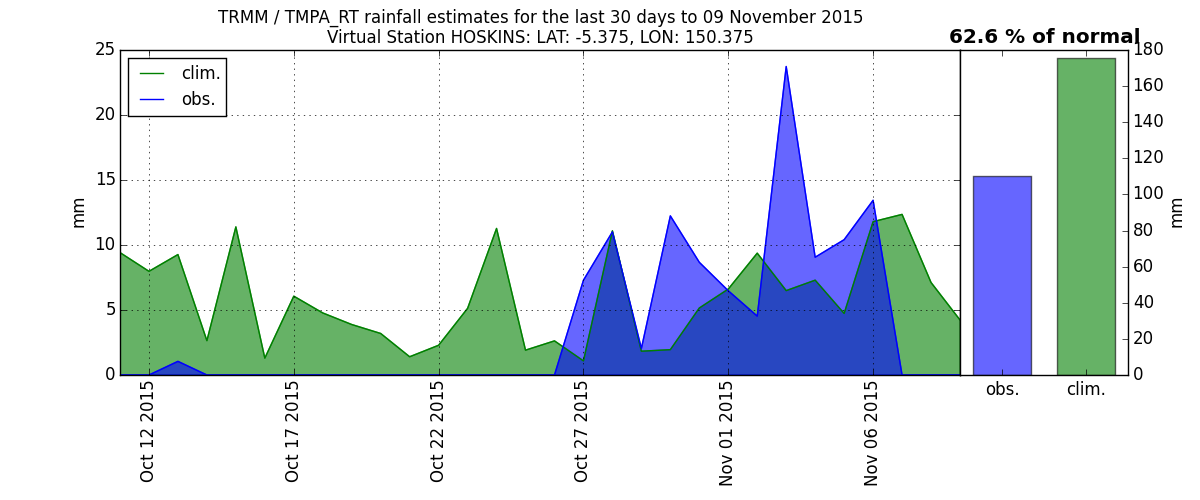 TRMM / TMPA_RT rainfall estimates for the last 30 days to 09 November 2015
Virtual Station HOSKINS: LAT: -5.375, LON: 150.375
62.6 % of normal
clim.
obs.
25
20
15
10
5
0
mm
Oct 12 2015
Oct 17 2015
Oct 22 2015
Oct 27 2015
Nov 01 2015
Nov 06 2015
180
160
140
120
100
80
60
40
20
0
mm
obs.
clim.